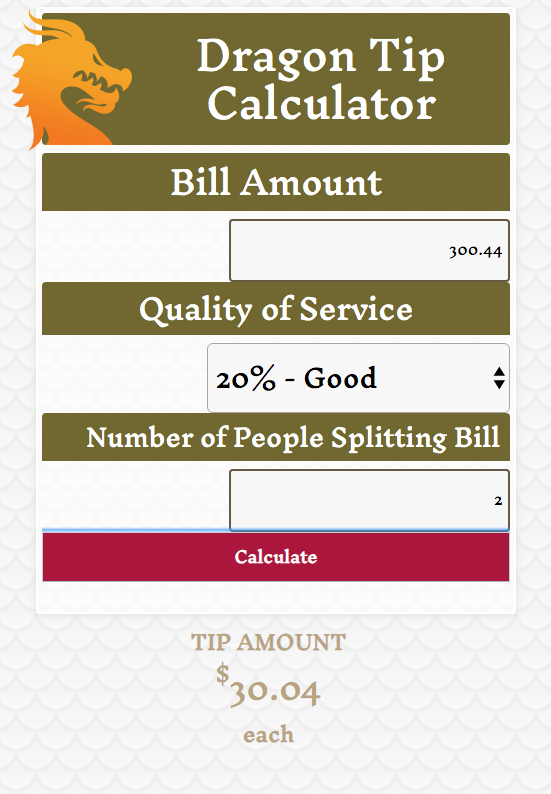 Dragon Tip
Calculator
Bill Amount
300.44
Quality of Service
20% - Good
Number of People Splitting Bill
2
Calculate
TIP AMOUNT
$30.04
each